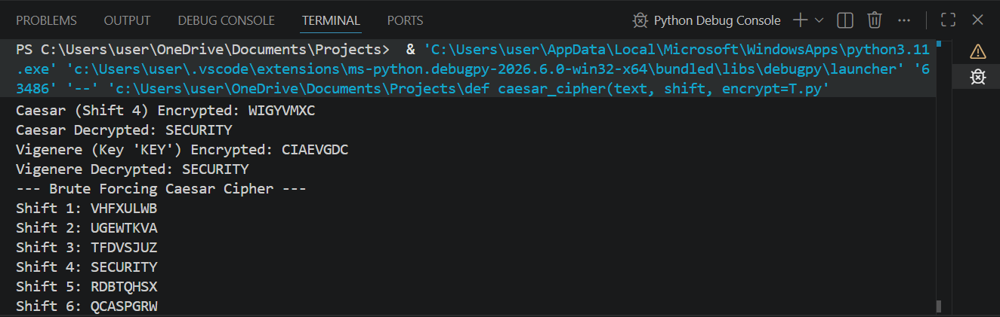 PROBLEMS OUTPUT DEBUG CONSOLE TERMINAL PORTS Python Debug Console
PS C:\Users\user\OneDrive\Documents\Projects>  & 'C:\Users\user\AppData\Local\Microsoft\WindowsApps\python3.11
.exe' 'c:\Users\user\.vscode\extensions\ms-python.debugpy-2026.6.0-win32-x64\bundled\libs\debugpy\launcher' '6
3486' '--' 'c:\Users\user\OneDrive\Documents\Projects\def caesar_cipher(text, shift, encrypt=T.py'
Caesar (Shift 4) Encrypted: WIGYVMXC
Caesar Decrypted: SECURITY
Vigenere (Key 'KEY') Encrypted: CIAEVGDC
Vigenere Decrypted: SECURITY
--- Brute Forcing Caesar Cipher ---
Shift 1: VHFXULWB
Shift 2: UGEWTKVA
Shift 3: TFDVSJUZ
Shift 4: SECURITY
Shift 5: RDBTQHSX
Shift 6: QCASPGRW